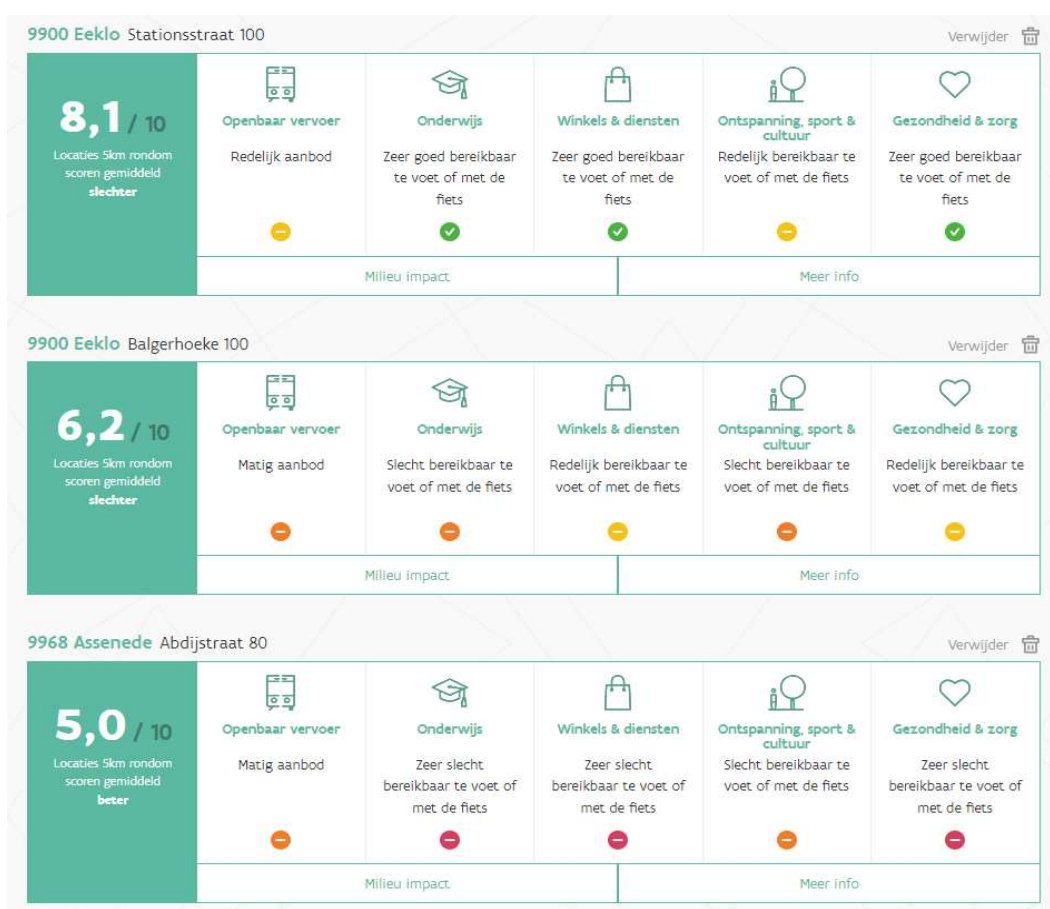 9900 Eeklo Stationsstraat 100
Verwijder
8,1 / 10
Locaties 5km rondom
scoren gemiddeld
slechter
Openbaar vervoer
Redelijk aanbod
Onderwijs
Zeer goed bereikbaar
te voet of met de
fiets
Winkels & diensten
Zeer goed bereikbaar
te voet of met de
fiets
Ontspanning, sport &
cultuur
Redelijk bereikbaar te
voet of met de fiets
Gezondheid & zorg
Zeer goed bereikbaar
te voet of met de
fiets
Milieu impact
Meer info
9900 Eeklo Balgerhoeke 100
Verwijder
6,2 / 10
Locaties 5km rondom
scoren gemiddeld
slechter
Openbaar vervoer
Matig aanbod
Onderwijs
Slecht bereikbaar te
voet of met de fiets
Winkels & diensten
Redelijk bereikbaar te
voet of met de fiets
Ontspanning, sport &
cultuur
Slecht bereikbaar te
voet of met de fiets
Gezondheid & zorg
Redelijk bereikbaar te
voet of met de fiets
Milieu impact
Meer info
9968 Assenede Abdijstraat 80
Verwijder
5,0 / 10
Locaties 5km rondom
scoren gemiddeld
beter
Openbaar vervoer
Matig aanbod
Onderwijs
Zeer slecht
bereikbaar te voet of
met de fiets
Winkels & diensten
Zeer slecht
bereikbaar te voet of
met de fiets
Ontspanning, sport &
cultuur
Slecht bereikbaar te
voet of met de fiets
Gezondheid & zorg
Zeer slecht
bereikbaar te voet of
met de fiets
Milieu impact
Meer info